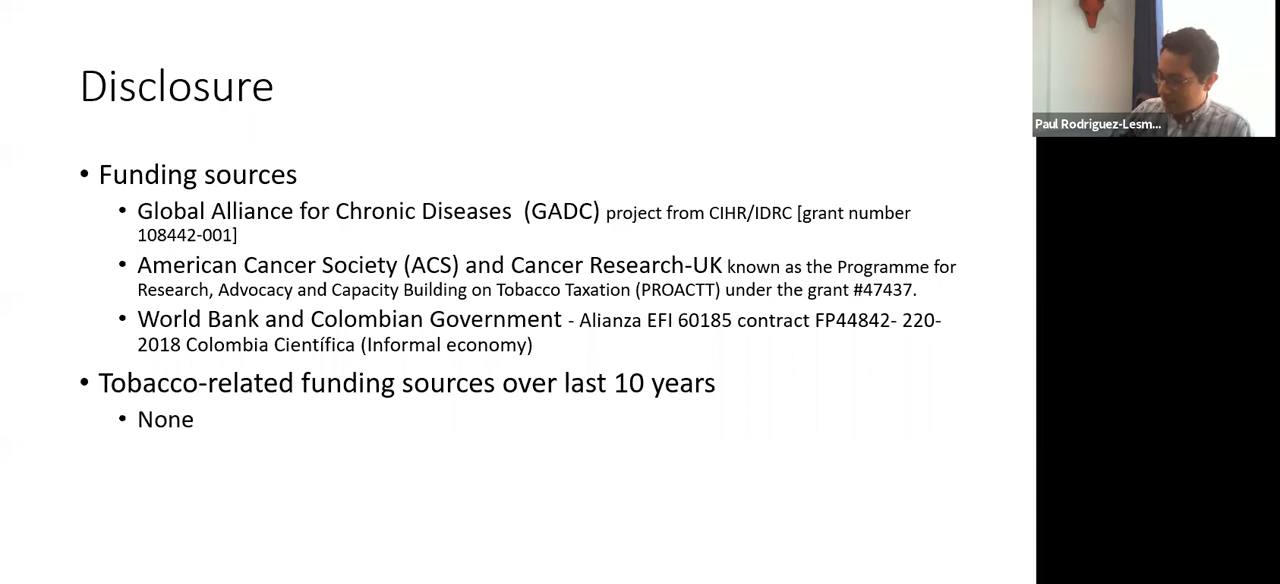 Disclosure
• Funding sources
• Global Alliance for Chronic Diseases (GADC) project from CIHR/IDRC [grant number
108442-001]
• American Cancer Society (ACS) and Cancer Research-UK known as the Programme for
Research, Advocacy and Capacity Building on Tobacco Taxation (PROACTT) under the grant #47437.
• World Bank and Colombian Government - Alianza EFI 60185 contract FP44842- 220-
2018 Colombia Científica (Informal economy)
• Tobacco-related funding sources over last 10 years
• None
Paul Rodriguez-Lesm...